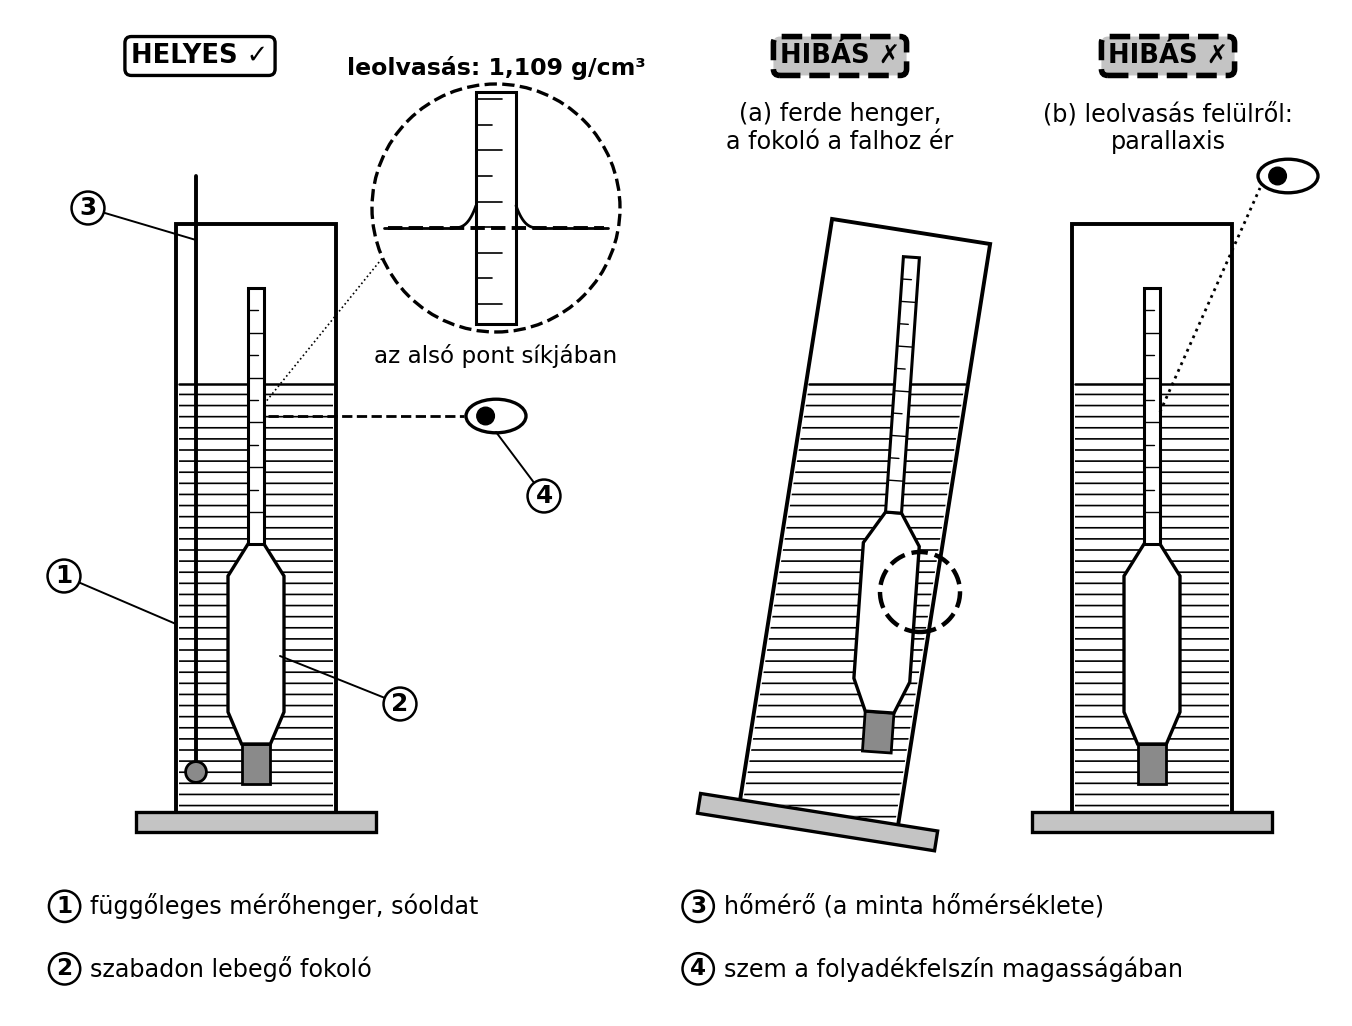 HELYES ✓
leolvasás: 1,109 g/cm³
az alsó pont síkjában
3
4
1
2
HIBÁS ✗
(a) ferde henger,
a fokoló a falhoz ér
HIBÁS ✗
(b) leolvasás felülről:
parallaxis
1 függőleges mérőhenger, sóoldat
2 szabadon lebegő fokoló
3 hőmérő (a minta hőmérséklete)
4 szem a folyadékfelszín magasságában